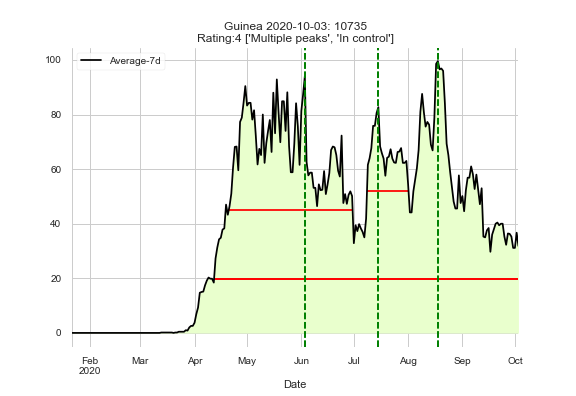 Guinea 2020-10-03: 10735
Rating:4 ['Multiple peaks', 'In control']
Average-7d
100
80
60
40
20
0
Feb Mar Apr May Jun Jul Aug Sep Oct
2020
Date